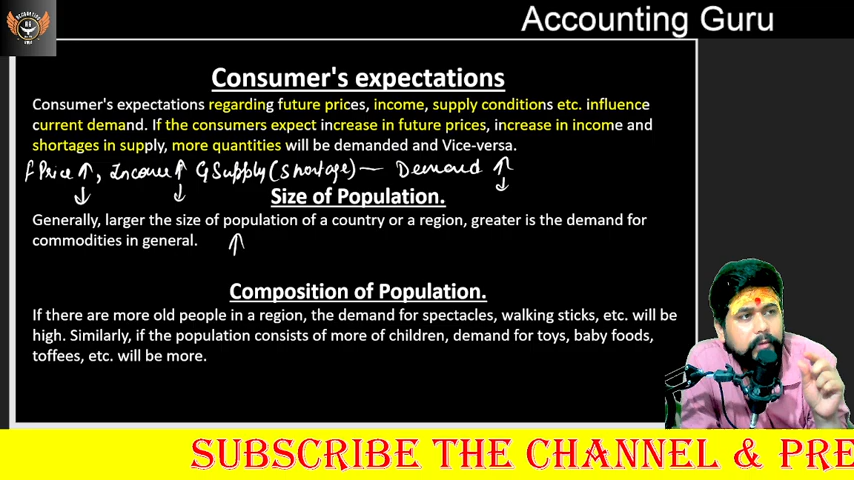 Accounting Guru
Consumer's expectations
Consumer's expectations regarding future prices, income, supply conditions etc. influence
current demand. If the consumers expect increase in future prices, increase in income and
shortages in supply, more quantities will be demanded and Vice-versa.
f Price ↑, Income ↑ G Supply (Shortage) — Demand ↑
↓ ↓ ↓
Size of Population.
Generally, larger the size of population of a country or a region, greater is the demand for
commodities in general. ↑
Composition of Population.
If there are more old people in a region, the demand for spectacles, walking sticks, etc. will be
high. Similarly, if the population consists of more of children, demand for toys, baby foods,
toffees, etc. will be more.
SUBSCRIBE THE CHANNEL & PRE